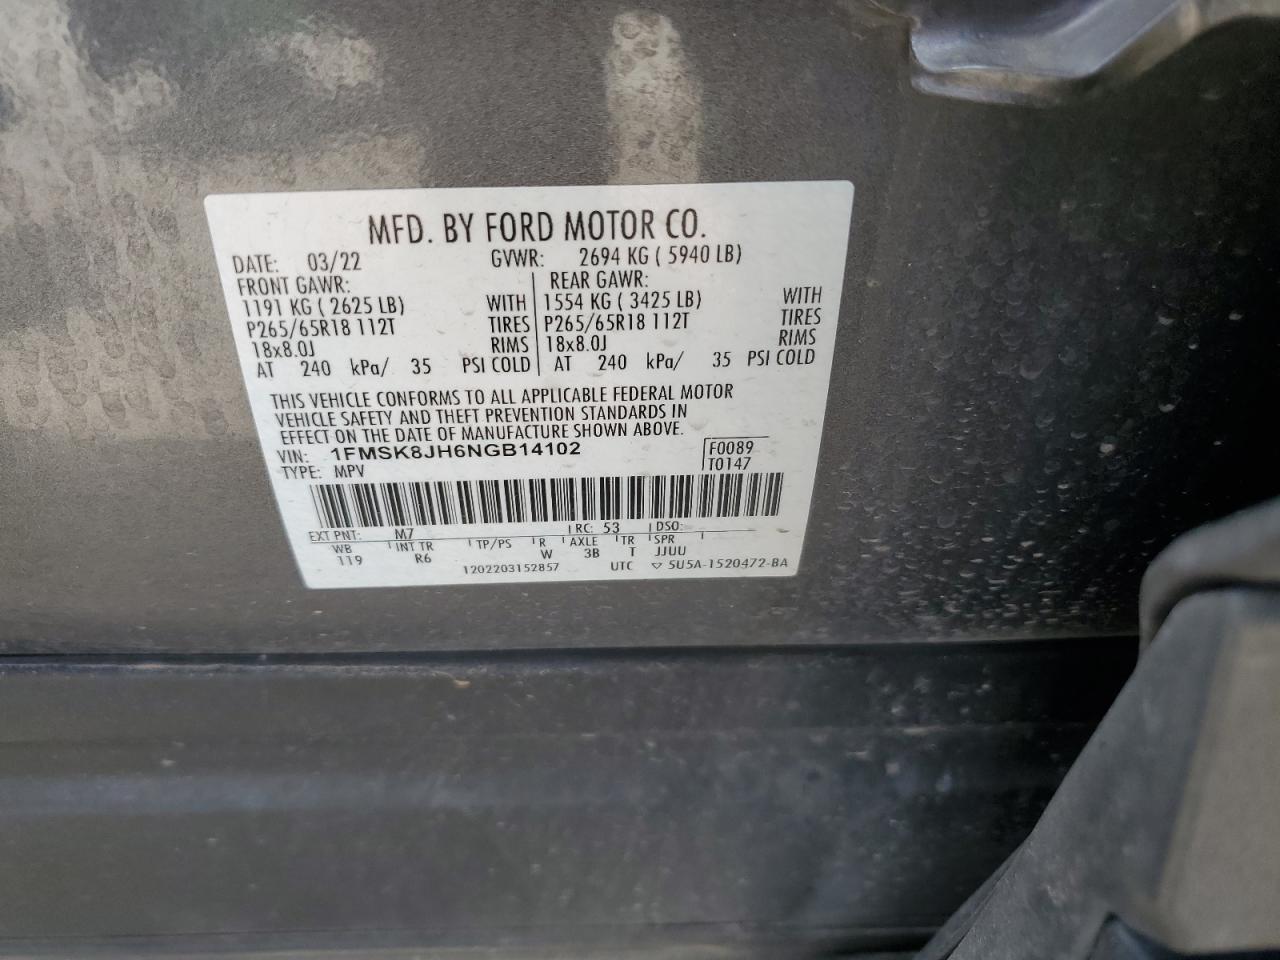 MFD. BY FORD MOTOR CO.
DATE: 03/22 GVWR: 2694 KG ( 5940 LB)
FRONT GAWR: REAR GAWR:
1191 KG ( 2625 LB) WITH 1554 KG ( 3425 LB) WITH
P265/65R18 112T TIRES P265/65R18 112T TIRES
18x8.0J RIMS 18x8.0J RIMS
AT 240 kPa/ 35 PSI COLD AT 240 kPa/ 35 PSI COLD
THIS VEHICLE CONFORMS TO ALL APPLICABLE FEDERAL MOTOR
VEHICLE SAFETY AND THEFT PREVENTION STANDARDS IN
EFFECT ON THE DATE OF MANUFACTURE SHOWN ABOVE.
VIN: 1FMSK8JH6NGB14102 F0089
TYPE: MPV T0147
EXT PNT: M7 RC: 53 DSO:
WB INT TR TP/PS R AXLE TR SPR
119 R6 W 3B T JJUU
1202203152857 UTC ▽ 5U5A-1520472-BA